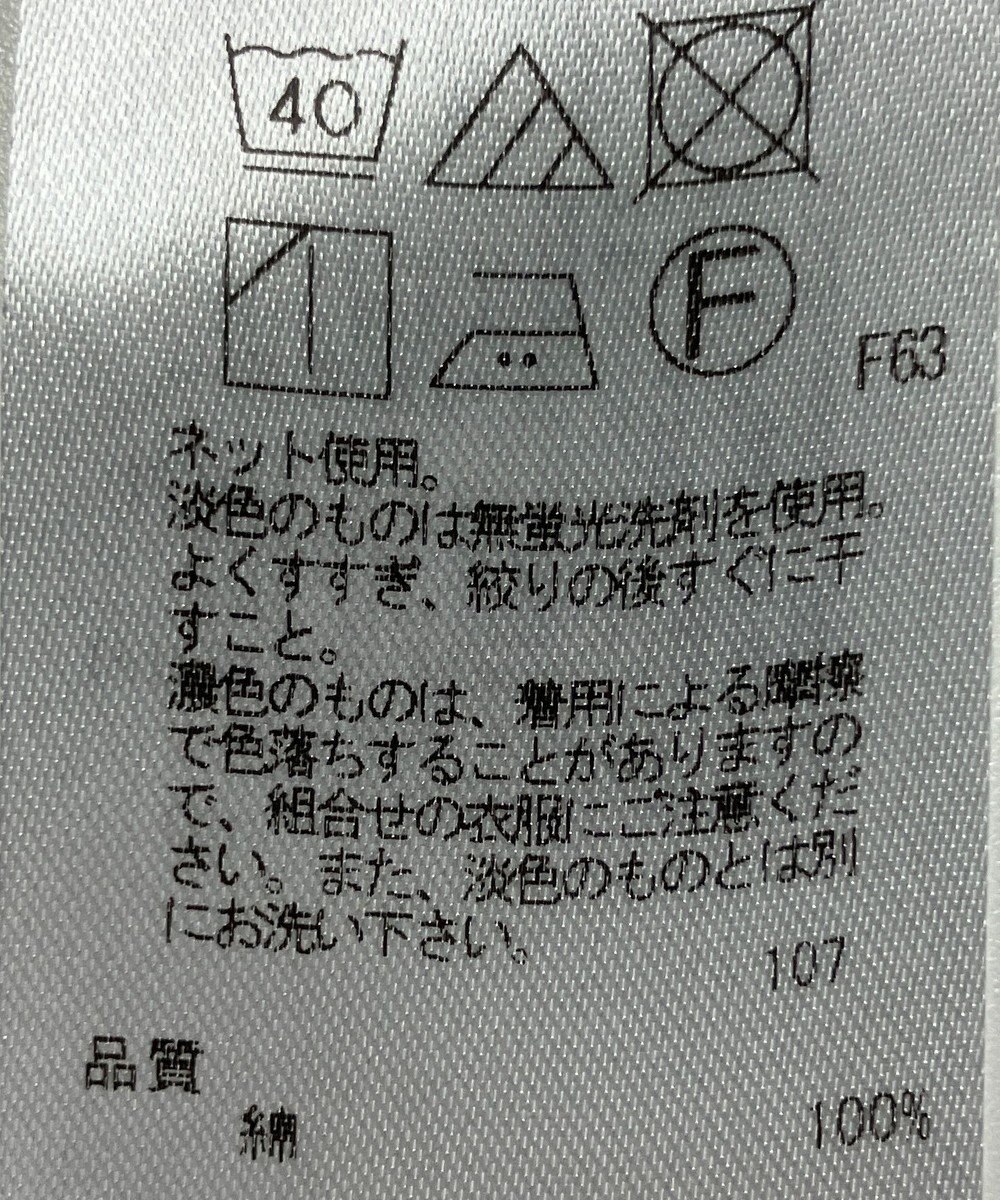 40
F
F63
ネット使用。
淡色のものは無蛍光洗剤を使用。
よくすすぎ、絞りの後すぐに干
すこと。
濃色のものは、着用による摩擦
で色落ちすることがありますの
で、組合せの衣服にご注意くだ
さい。また、淡色のものとは別
にお洗い下さい。
107
品質
綿 100%